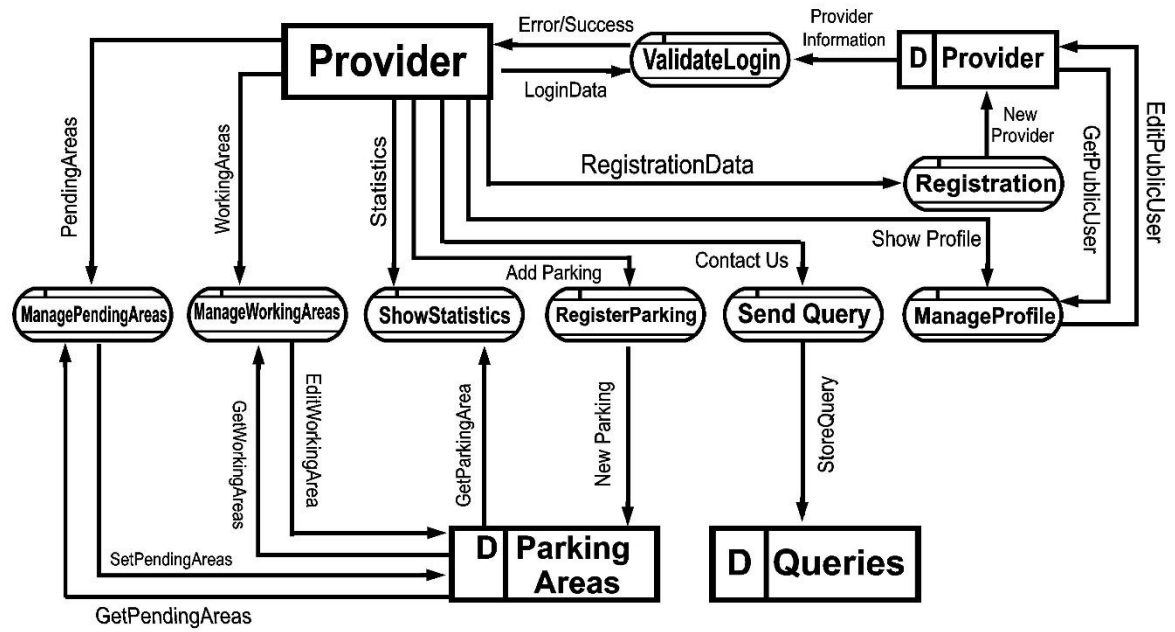 Error/Success
Provider
Information
Provider
ValidateLogin
D Provider
LoginData
New
Provider
EditPublicUser
GetPublicUser
PendingAreas
WorkingAreas
Statistics
RegistrationData
Registration
Show Profile
Contact Us
Add Parking
ManagePendingAreas
ManageWorkingAreas
ShowStatistics
RegisterParking
Send Query
ManageProfile
EditWorkingArea
GetWorkingAreas
GetParkingArea
New Parking
StoreQuery
D Parking
Areas
D Queries
SetPendingAreas
GetPendingAreas